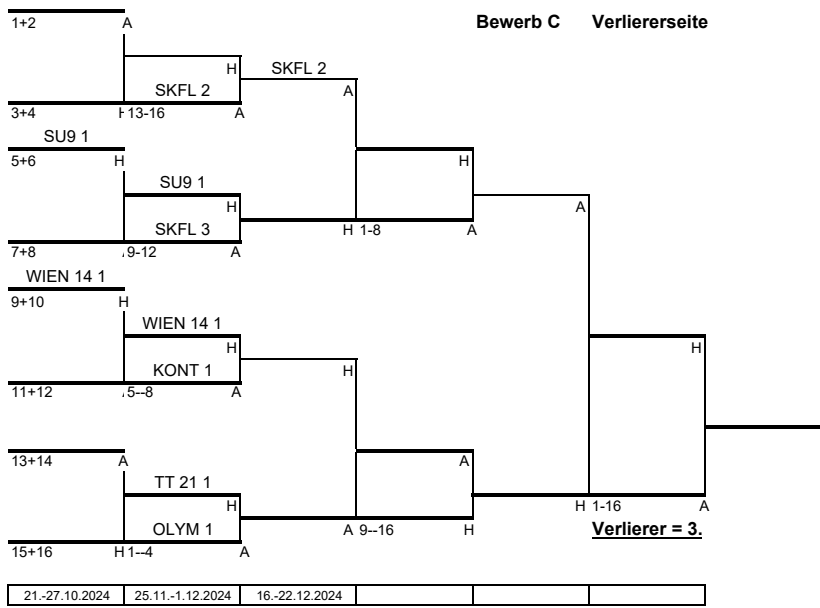 Bewerb C Verliererseite
1+2 A
H SKFL 2
SKFL 2 A
3+4 H 13-16 A
SU9 1
5+6 H H
SU9 1 A
H
SKFL 3 H 1-8 A
7+8 9-12 A
WIEN 14 1
9+10 H
WIEN 14 1
H H
KONT 1 H
11+12 5--8 A
13+14 A A
TT 21 1
H H 1-16 A
OLYM 1 A 9--16 H Verlierer = 3.
15+16 H 1--4 A
21.-27.10.2024 25.11.-1.12.2024 16.-22.12.2024